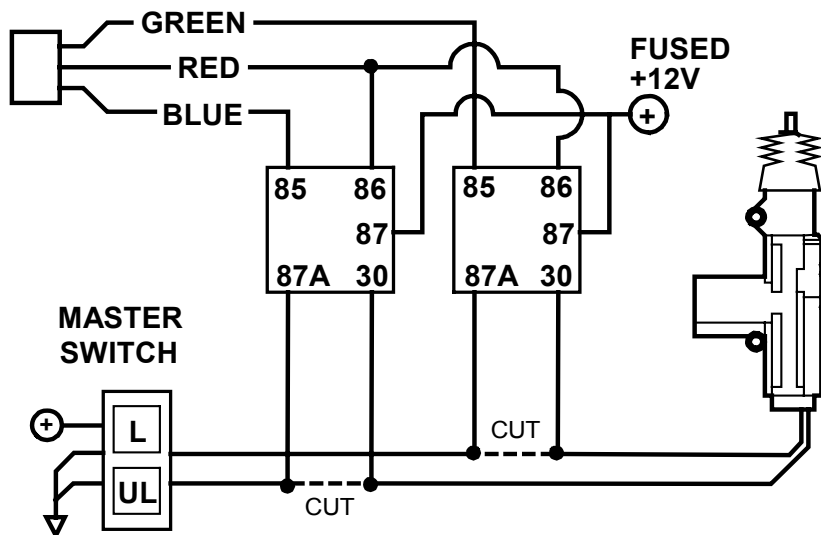 GREEN
RED
BLUE
FUSED
+12V
+
85 86
87
87A 30
85 86
87
87A 30
MASTER
SWITCH
+
L
UL
CUT
CUT